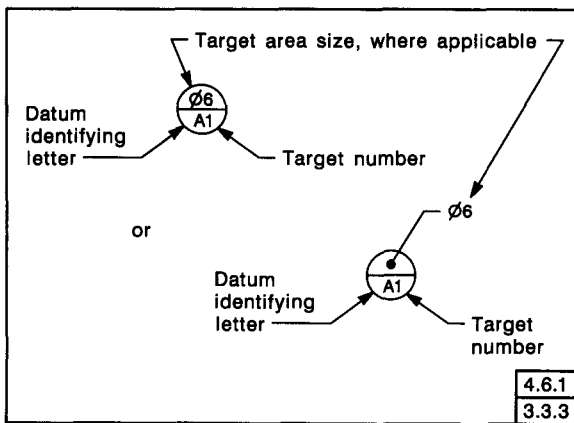 Target area size, where applicable
Ø6
A1
Datum
identifying
letter
Target number
or
Ø6
A1
Datum
identifying
letter
Target
number
4.6.1
3.3.3